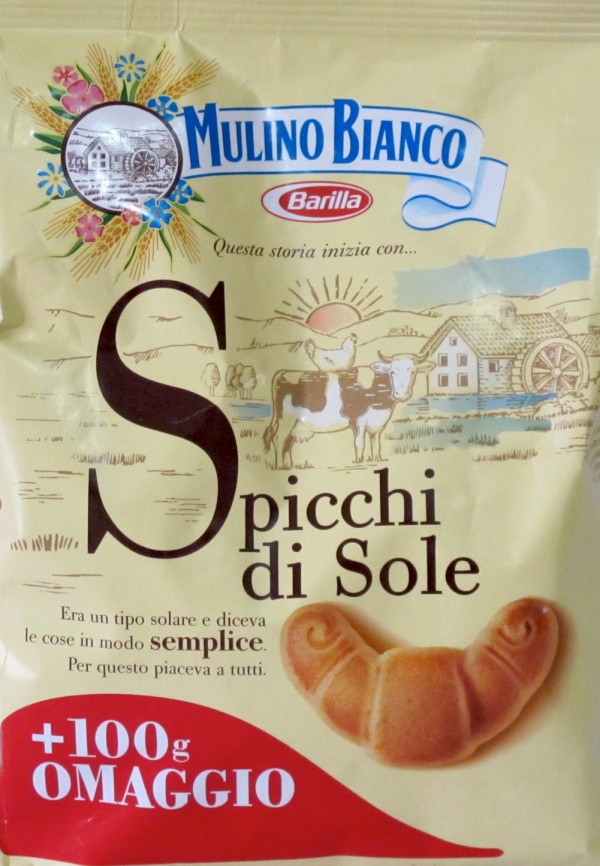 MULINO BIANCO
Barilla
Questa storia inizia con...
Spicchi
di Sole
Era un tipo solare e diceva
le cose in modo semplice.
Per questo piaceva a tutti.
+100g
OMAGGIO